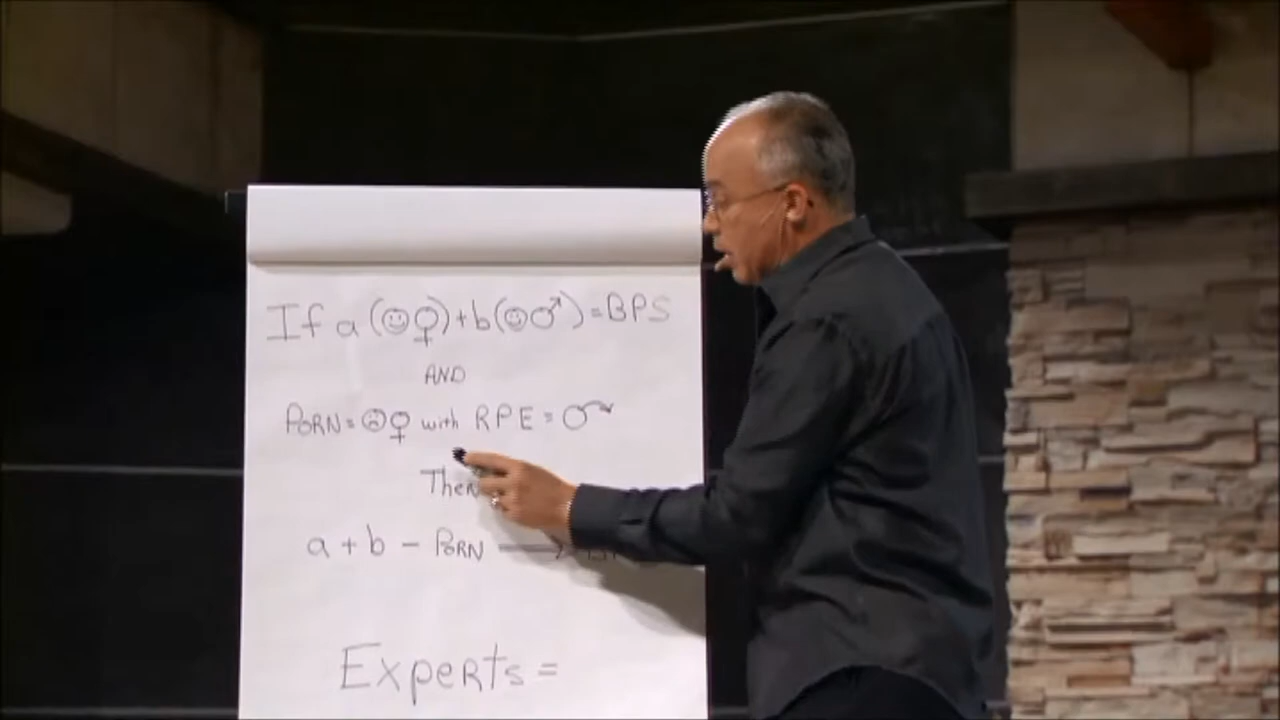 If a (☺♀) + b (☺♂) = BPS
AND
PORN = ☹♀ with RPE = ♂
Then
a + b - PORN →
Experts =